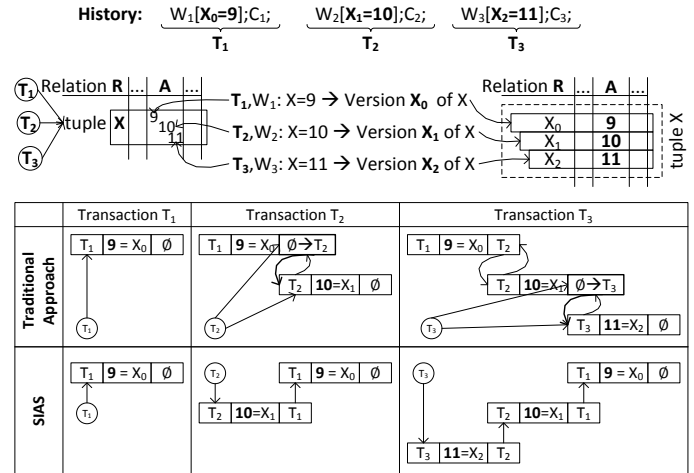 History: W1[X0=9];C1; W2[X1=10];C2; W3[X2=11];C3;
T1 T2 T3
T1 Relation R ... A ... Relation R ... A ...
T2 tuple X 9 T1,W1: X=9 → Version X0 of X X0 9 tuple X
10 T2,W2: X=10 → Version X1 of X X1 10
T3 11 T3,W3: X=11 → Version X2 of X X2 11
Transaction T1 Transaction T2 Transaction T3
Traditional Approach
T1 9 = X0 Ø
T1
T1 9 = X0 Ø→T2
T2 10=X1 Ø
T2
T1 9 = X0 T2
T2 10=X1 Ø→T3
T3 T3 11=X2 Ø
SIAS
T1 9 = X0 Ø
T1
T2 T1 9 = X0 Ø
T2 10=X1 T1
T3 T1 9 = X0 Ø
T2 10=X1 T1
T3 11=X2 T2